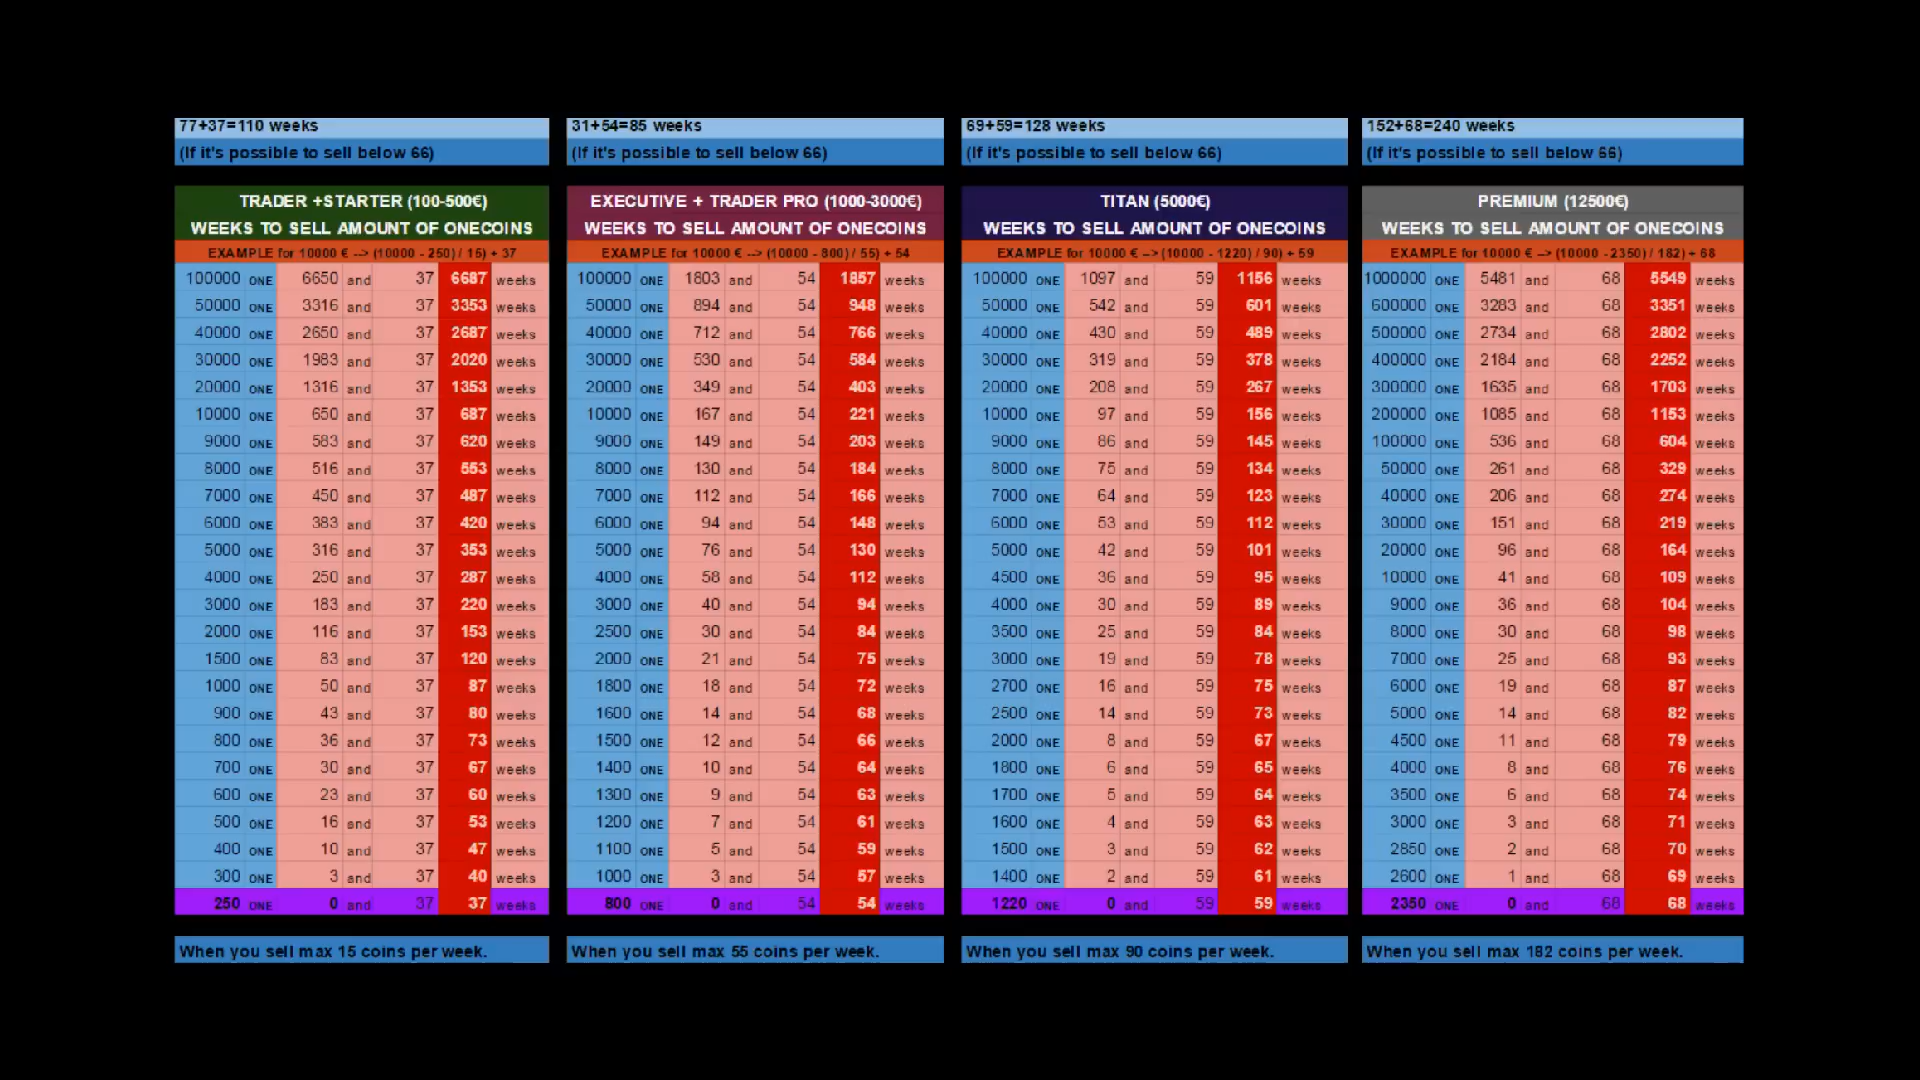 77+37=110 weeks
(If it's possible to sell below 66)
TRADER +STARTER (100-500€)
WEEKS TO SELL AMOUNT OF ONECOINS
EXAMPLE for 10000 € --> (10000 - 250) / 15) + 37
100000 ONE 6650 and 37 6687 weeks
50000 ONE 3316 and 37 3353 weeks
40000 ONE 2650 and 37 2687 weeks
30000 ONE 1983 and 37 2020 weeks
20000 ONE 1316 and 37 1353 weeks
10000 ONE 650 and 37 687 weeks
9000 ONE 583 and 37 620 weeks
8000 ONE 516 and 37 553 weeks
7000 ONE 450 and 37 487 weeks
6000 ONE 383 and 37 420 weeks
5000 ONE 316 and 37 353 weeks
4000 ONE 250 and 37 287 weeks
3000 ONE 183 and 37 220 weeks
2000 ONE 116 and 37 153 weeks
1500 ONE 83 and 37 120 weeks
1000 ONE 50 and 37 87 weeks
900 ONE 43 and 37 80 weeks
800 ONE 36 and 37 73 weeks
700 ONE 30 and 37 67 weeks
600 ONE 23 and 37 60 weeks
500 ONE 16 and 37 53 weeks
400 ONE 10 and 37 47 weeks
300 ONE 3 and 37 40 weeks
250 ONE 0 and 37 37 weeks
When you sell max 15 coins per week.
31+54=85 weeks
(If it's possible to sell below 66)
EXECUTIVE + TRADER PRO (1000-3000€)
WEEKS TO SELL AMOUNT OF ONECOINS
EXAMPLE for 10000 € --> (10000 - 800) / 55) + 54
100000 ONE 1803 and 54 1857 weeks
50000 ONE 894 and 54 948 weeks
40000 ONE 712 and 54 766 weeks
30000 ONE 530 and 54 584 weeks
20000 ONE 349 and 54 403 weeks
10000 ONE 167 and 54 221 weeks
9000 ONE 149 and 54 203 weeks
8000 ONE 130 and 54 184 weeks
7000 ONE 112 and 54 166 weeks
6000 ONE 94 and 54 148 weeks
5000 ONE 76 and 54 130 weeks
4000 ONE 58 and 54 112 weeks
3000 ONE 40 and 54 94 weeks
2500 ONE 30 and 54 84 weeks
2000 ONE 21 and 54 75 weeks
1800 ONE 18 and 54 72 weeks
1600 ONE 14 and 54 68 weeks
1500 ONE 12 and 54 66 weeks
1400 ONE 10 and 54 64 weeks
1300 ONE 9 and 54 63 weeks
1200 ONE 7 and 54 61 weeks
1100 ONE 5 and 54 59 weeks
1000 ONE 3 and 54 57 weeks
800 ONE 0 and 54 54 weeks
When you sell max 55 coins per week.
69+59=128 weeks
(If it's possible to sell below 66)
TITAN (5000€)
WEEKS TO SELL AMOUNT OF ONECOINS
EXAMPLE for 10000 € --> (10000 - 1220) / 90) + 59
100000 ONE 1097 and 59 1156 weeks
50000 ONE 542 and 59 601 weeks
40000 ONE 430 and 59 489 weeks
30000 ONE 319 and 59 378 weeks
20000 ONE 208 and 59 267 weeks
10000 ONE 97 and 59 156 weeks
9000 ONE 86 and 59 145 weeks
8000 ONE 75 and 59 134 weeks
7000 ONE 64 and 59 123 weeks
6000 ONE 53 and 59 112 weeks
5000 ONE 42 and 59 101 weeks
4500 ONE 36 and 59 95 weeks
4000 ONE 30 and 59 89 weeks
3500 ONE 25 and 59 84 weeks
3000 ONE 19 and 59 78 weeks
2700 ONE 16 and 59 75 weeks
2500 ONE 14 and 59 73 weeks
2000 ONE 8 and 59 67 weeks
1800 ONE 6 and 59 65 weeks
1700 ONE 5 and 59 64 weeks
1600 ONE 4 and 59 63 weeks
1500 ONE 3 and 59 62 weeks
1400 ONE 2 and 59 61 weeks
1220 ONE 0 and 59 59 weeks
When you sell max 90 coins per week.
152+68=240 weeks
(If it's possible to sell below 66)
PREMIUM (12500€)
WEEKS TO SELL AMOUNT OF ONECOINS
EXAMPLE for 10000 € --> (10000 -2350) / 182) + 68
1000000 ONE 5481 and 68 5549 weeks
600000 ONE 3283 and 68 3351 weeks
500000 ONE 2734 and 68 2802 weeks
400000 ONE 2184 and 68 2252 weeks
300000 ONE 1635 and 68 1703 weeks
200000 ONE 1085 and 68 1153 weeks
100000 ONE 536 and 68 604 weeks
50000 ONE 261 and 68 329 weeks
40000 ONE 206 and 68 274 weeks
30000 ONE 151 and 68 219 weeks
20000 ONE 96 and 68 164 weeks
10000 ONE 41 and 68 109 weeks
9000 ONE 36 and 68 104 weeks
8000 ONE 30 and 68 98 weeks
7000 ONE 25 and 68 93 weeks
6000 ONE 19 and 68 87 weeks
5000 ONE 14 and 68 82 weeks
4500 ONE 11 and 68 79 weeks
4000 ONE 8 and 68 76 weeks
3500 ONE 6 and 68 74 weeks
3000 ONE 3 and 68 71 weeks
2850 ONE 2 and 68 70 weeks
2600 ONE 1 and 68 69 weeks
2350 ONE 0 and 68 68 weeks
When you sell max 182 coins per week.